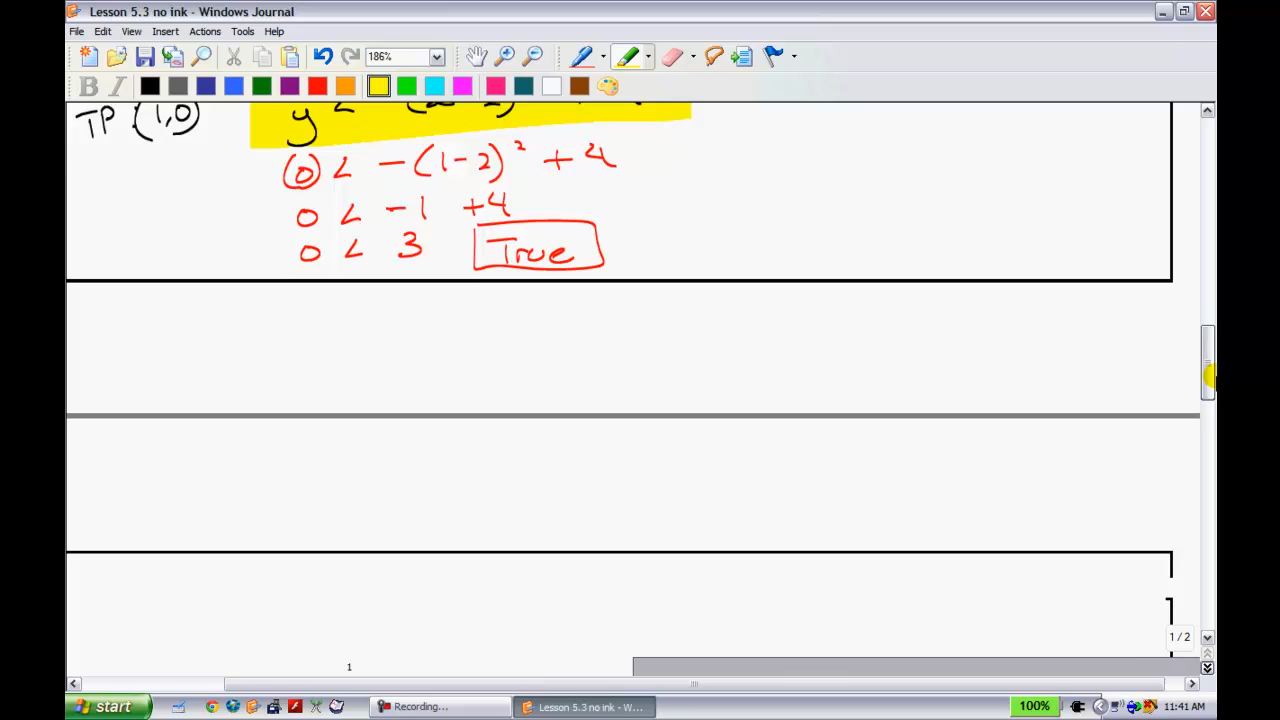 Lesson 5.3 no ink - Windows Journal
File Edit View Insert Actions Tools Help
186%
B I
TP (1,0)
y <
0 < -(1-2)² + 4
0 < -1 +4
0 < 3 True
1 / 2
1
start Recording... Lesson 5.3 no ink - W... 100% 11:41 AM